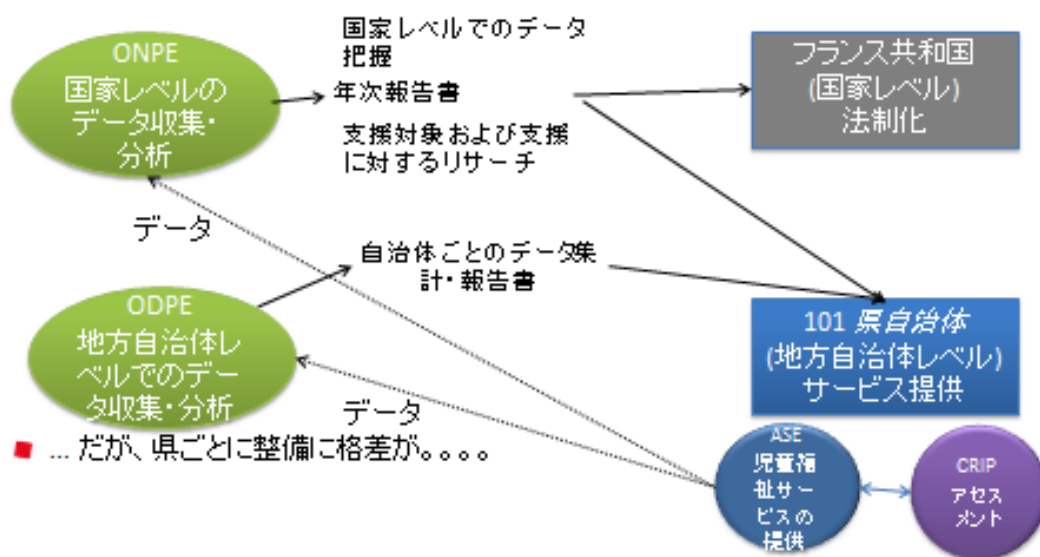 ONPE
国家レベルの
データ収集・
分析
国家レベルでのデータ
把握
年次報告書
支援対象および支援
に対するリサーチ
フランス共和国
(国家レベル)
法制化
データ
自治体ごとのデータ集
計・報告書
ODPE
地方自治体レ
ベルでのデー
タ収集・分析
101 県自治体
(地方自治体レベル)
サービス提供
データ
... だが、県ごとに整備に格差が。。。。
ASE
児童福
祉サー
ビスの
提供
CRIP
アセス
メント